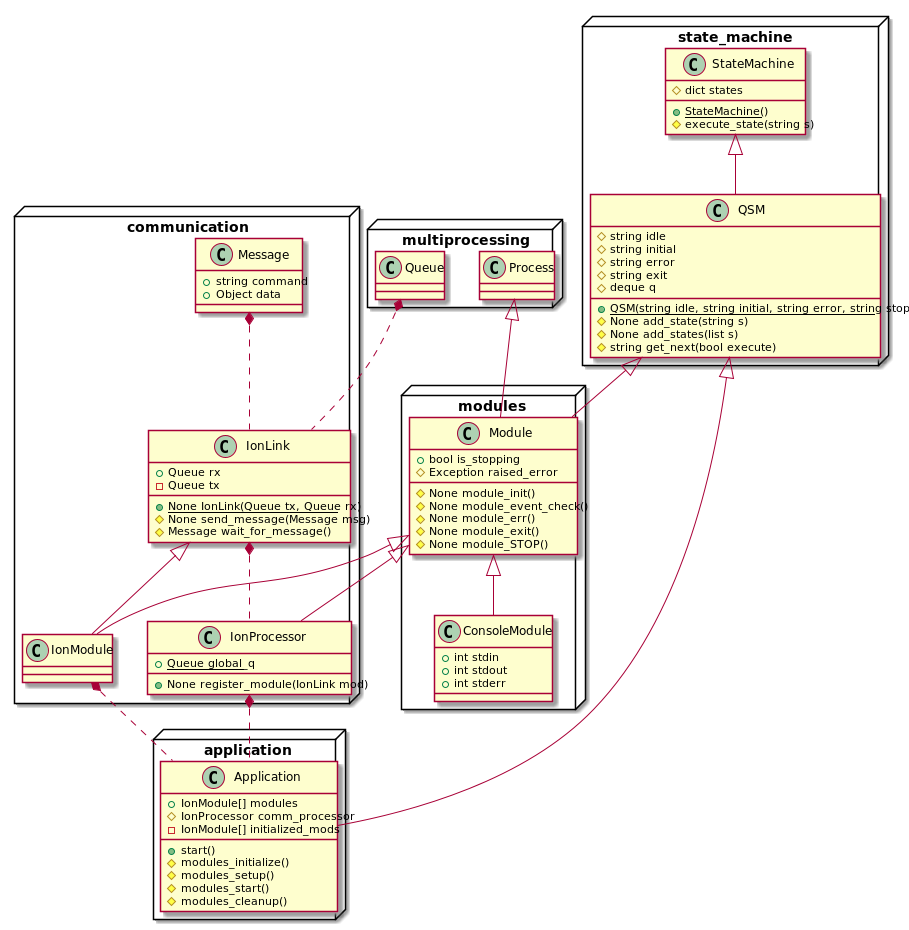 state_machine
C StateMachine
dict states
StateMachine()
execute_state(string s)
C QSM
string idle
string initial
string error
string exit
deque q
QSM(string idle, string initial, string error, string stop
None add_state(string s)
None add_states(list s)
string get_next(bool execute)
communication
C Message
string command
Object data
multiprocessing
C Queue
C Process
C IonLink
Queue rx
Queue tx
None IonLink(Queue tx, Queue rx)
None send_message(Message msg)
Message wait_for_message()
modules
C Module
bool is_stopping
Exception raised_error
None module_init()
None module_event_check()
None module_err()
None module_exit()
None module_STOP()
C IonModule
C IonProcessor
Queue global_q
None register_module(IonLink mod)
C ConsoleModule
int stdin
int stdout
int stderr
application
C Application
IonModule[] modules
IonProcessor comm_processor
IonModule[] initialized_mods
start()
modules_initialize()
modules_setup()
modules_start()
modules_cleanup()